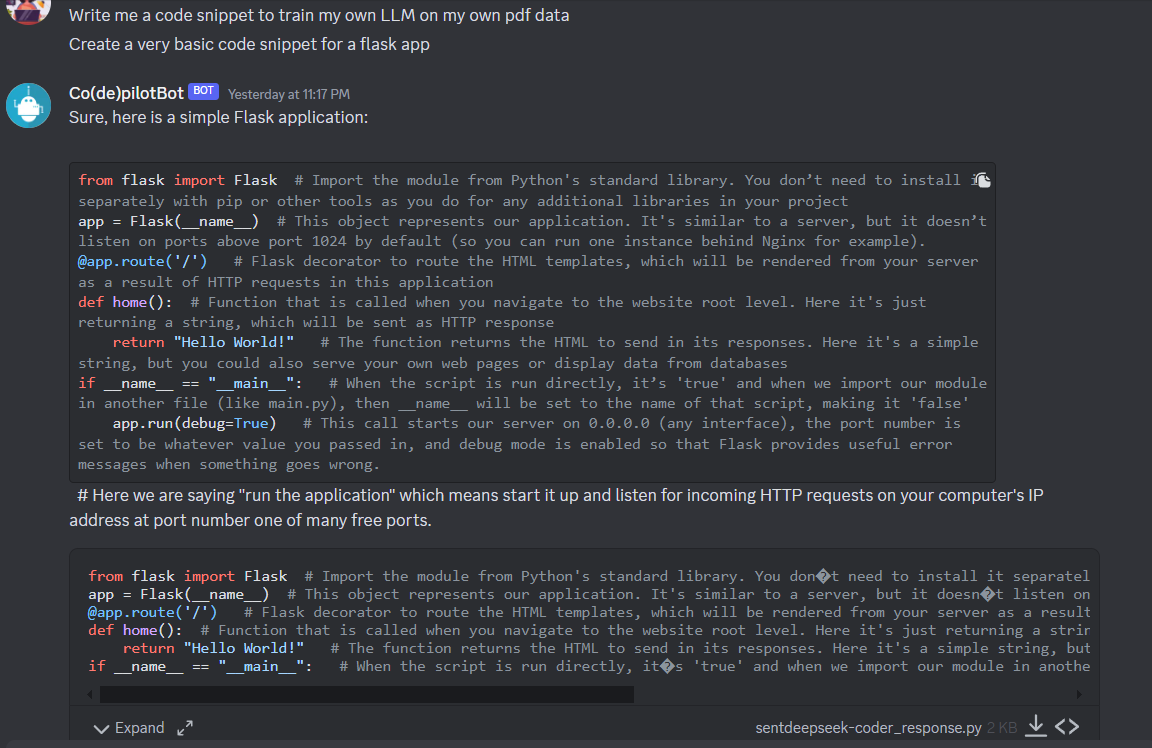 Write me a code snippet to train my own LLM on my own pdf data
Create a very basic code snippet for a flask app
Co(de)pilotBot BOT Yesterday at 11:17 PM
Sure, here is a simple Flask application:
from flask import Flask  # Import the module from Python's standard library. You don’t need to install
separately with pip or other tools as you do for any additional libraries in your project
app = Flask(__name__)  # This object represents our application. It's similar to a server, but it doesn’t
listen on ports above port 1024 by default (so you can run one instance behind Nginx for example).
@app.route('/')   # Flask decorator to route the HTML templates, which will be rendered from your server
as a result of HTTP requests in this application
def home():  # Function that is called when you navigate to the website root level. Here it's just
returning a string, which will be sent as HTTP response
    return "Hello World!"   # The function returns the HTML to send in its responses. Here it's a simple
string, but you could also serve your own web pages or display data from databases
if __name__ == "__main__":   # When the script is run directly, it’s 'true' and when we import our module
in another file (like main.py), then __name__ will be set to the name of that script, making it 'false'
    app.run(debug=True)   # This call starts our server on 0.0.0.0 (any interface), the port number is
set to be whatever value you passed in, and debug mode is enabled so that Flask provides useful error
messages when something goes wrong.
# Here we are saying "run the application" which means start it up and listen for incoming HTTP requests on your computer's IP
address at port number one of many free ports.
from flask import Flask  # Import the module from Python's standard library. You don�t need to install it separatel
app = Flask(__name__)  # This object represents our application. It's similar to a server, but it doesn�t listen on
@app.route('/')   # Flask decorator to route the HTML templates, which will be rendered from your server as a result
def home():  # Function that is called when you navigate to the website root level. Here it's just returning a strin
    return "Hello World!"   # The function returns the HTML to send in its responses. Here it's a simple string, but
if __name__ == "__main__":   # When the script is run directly, it�s 'true' and when we import our module in anothe
Expand sentdeepseek-coder_response.py 2 KB